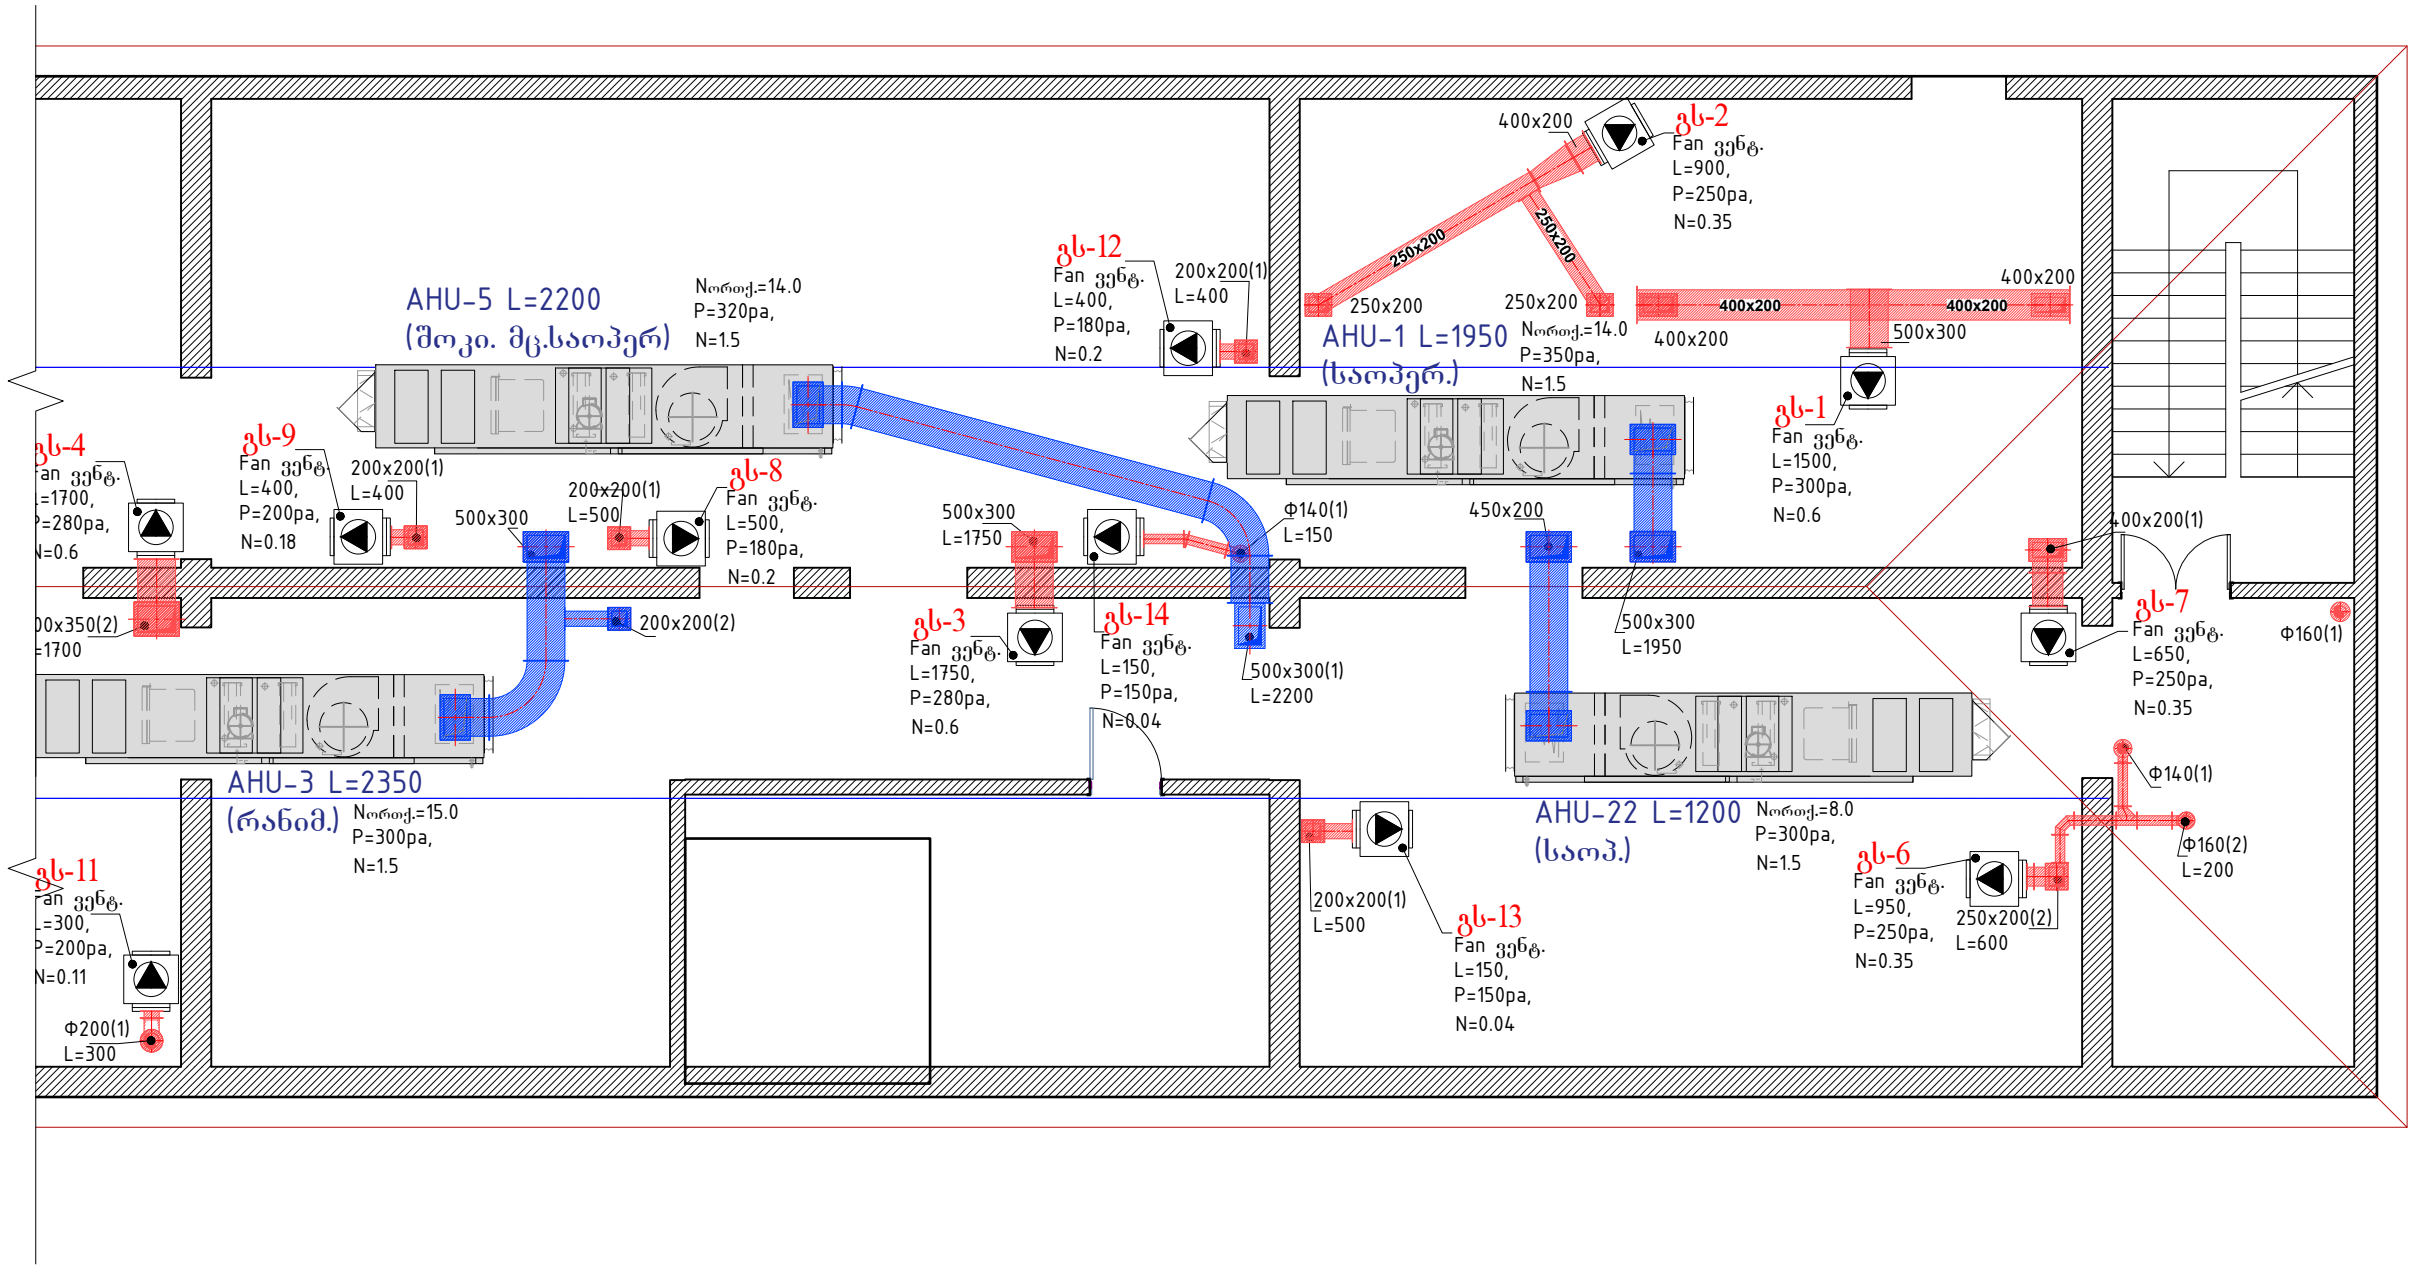 400x200
გს-2
Fan ვენტ.
L=900,
P=250pa,
N=0.35
250x200
250x200
250x200
250x200
გს-12
Fan ვენტ.
L=400,
P=180pa,
N=0.2
200x200(1)
L=400
400x200
400x200
400x200
400x200
500x300
AHU-5 L=2200
(შოკი. მც.საოპერ)
Nორთქ.=14.0
P=320pa,
N=1.5
AHU-1 L=1950
(საოპერ.)
Nორთქ.=14.0
P=350pa,
N=1.5
გს-1
Fan ვენტ.
L=1500,
P=300pa,
N=0.6
გს-4
Fan ვენტ.
L=1700,
P=280pa,
N=0.6
გს-9
Fan ვენტ.
L=400,
P=200pa,
N=0.18
200x200(1)
L=400
500x300
200x200(1)
L=500
გს-8
Fan ვენტ.
L=500,
P=180pa,
N=0.2
500x300
L=1750
Φ140(1)
L=150
450x200
400x200(1)
00x350(2)
=1700
200x200(2)
გს-3
Fan ვენტ.
L=1750,
P=280pa,
N=0.6
გს-14
Fan ვენტ.
L=150,
P=150pa,
N=0.04
500x300(1)
L=2200
500x300
L=1950
გს-7
Fan ვენტ.
L=650,
P=250pa,
N=0.35
Φ160(1)
AHU-3 L=2350
(რანიმ.)
Nორთქ.=15.0
P=300pa,
N=1.5
AHU-22 L=1200
(საოპ.)
Nორთქ.=8.0
P=300pa,
N=1.5
Φ140(1)
Φ160(2)
L=200
გს-6
Fan ვენტ.
L=950,
P=250pa,
N=0.35
250x200(2)
L=600
გს-11
Fan ვენტ.
L=300,
P=200pa,
N=0.11
Φ200(1)
L=300
200x200(1)
L=500
გს-13
Fan ვენტ.
L=150,
P=150pa,
N=0.04